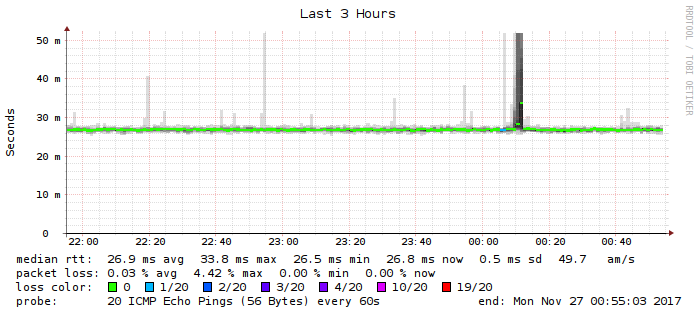 Last 3 Hours
RRDTOOL / TOBI OETIKER
Seconds
50 m
40 m
30 m
20 m
10 m
0
22:00 22:20 22:40 23:00 23:20 23:40 00:00 00:20 00:40
median rtt: 26.9 ms avg 33.8 ms max 26.5 ms min 26.8 ms now 0.5 ms sd 49.7 am/s
packet loss: 0.03 % avg 4.42 % max 0.00 % min 0.00 % now
loss color: 0 1/20 2/20 3/20 4/20 10/20 19/20
probe: 20 ICMP Echo Pings (56 Bytes) every 60s end: Mon Nov 27 00:55:03 2017